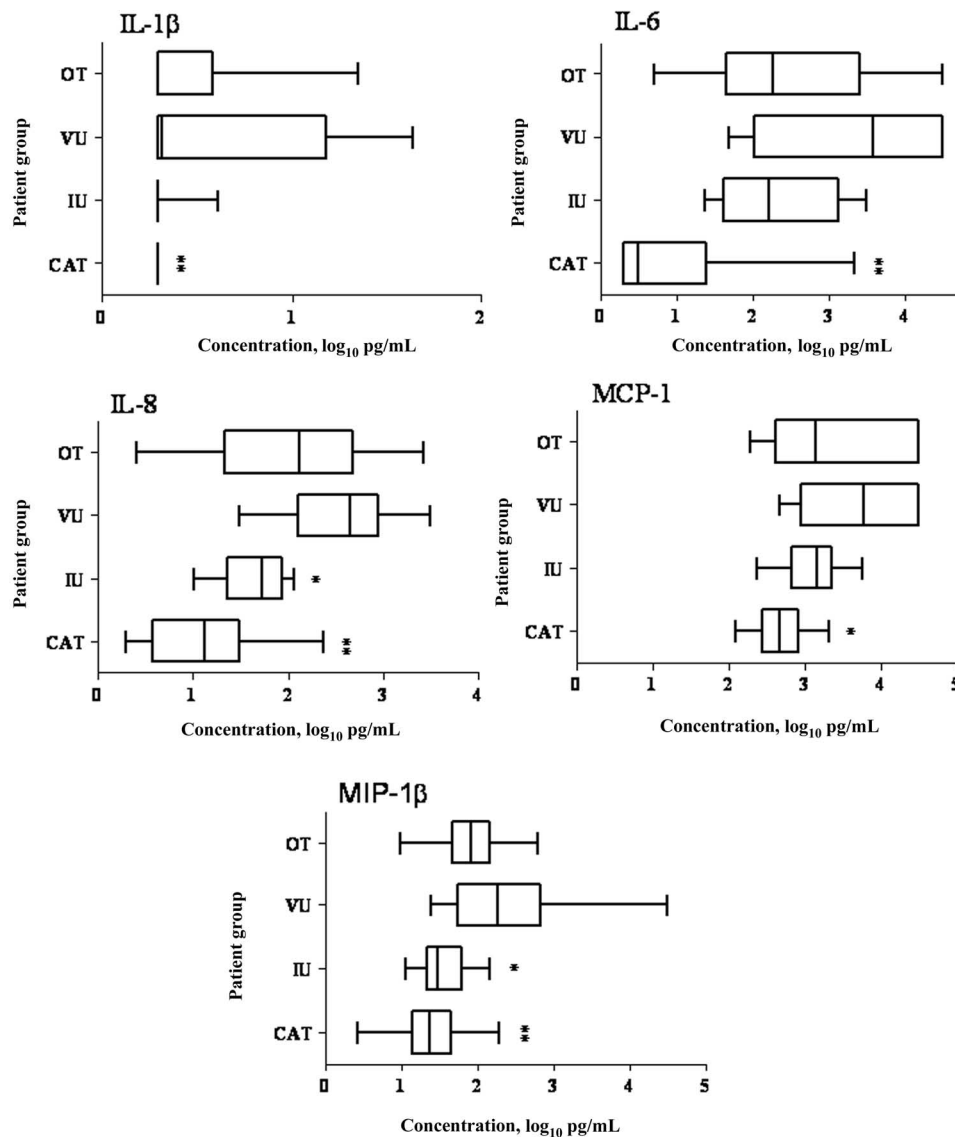 IL-1β
Patient group
OT
VU
IU
CAT
**
0 1 2
Concentration, log₁₀ pg/mL
IL-6
Patient group
OT
VU
IU
CAT
**
0 1 2 3 4
Concentration, log₁₀ pg/mL
IL-8
Patient group
OT
VU
IU
*
CAT
**
0 1 2 3 4
Concentration, log₁₀ pg/mL
MCP-1
Patient group
OT
VU
IU
CAT
*
0 1 2 3 4 5
Concentration, log₁₀ pg/mL
MIP-1β
Patient group
OT
VU
IU
*
CAT
**
0 1 2 3 4 5
Concentration, log₁₀ pg/mL